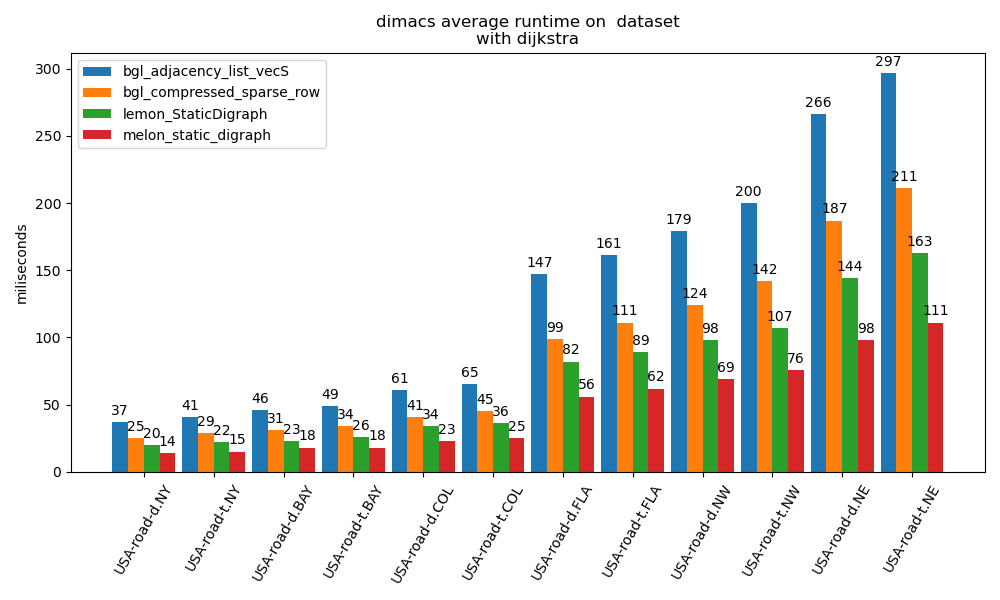 dimacs average runtime on  dataset
with dijkstra
bgl_adjacency_list_vecS
bgl_compressed_sparse_row
lemon_StaticDigraph
melon_static_digraph
miliseconds
300
250
200
150
100
50
0
37
25
20
14
41
29
22
15
46
31
23
18
49
34
26
18
61
41
34
23
65
45
36
25
147
99
82
56
161
111
89
62
179
124
98
69
200
142
107
76
266
187
144
98
297
211
163
111
USA-road-d.NY
USA-road-t.NY
USA-road-d.BAY
USA-road-t.BAY
USA-road-d.COL
USA-road-t.COL
USA-road-d.FLA
USA-road-t.FLA
USA-road-d.NW
USA-road-t.NW
USA-road-d.NE
USA-road-t.NE